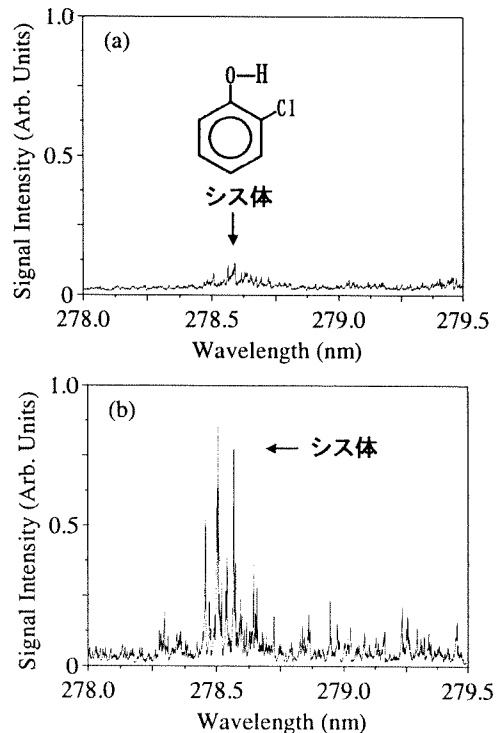 (a)
Signal Intensity (Arb. Units)
1.0
0.5
0
O-H
Cl
シス体
278.0 278.5 279.0 279.5
Wavelength (nm)
(b)
Signal Intensity (Arb. Units)
1.0
0.5
0
シス体
278.0 278.5 279.0 279.5
Wavelength (nm)